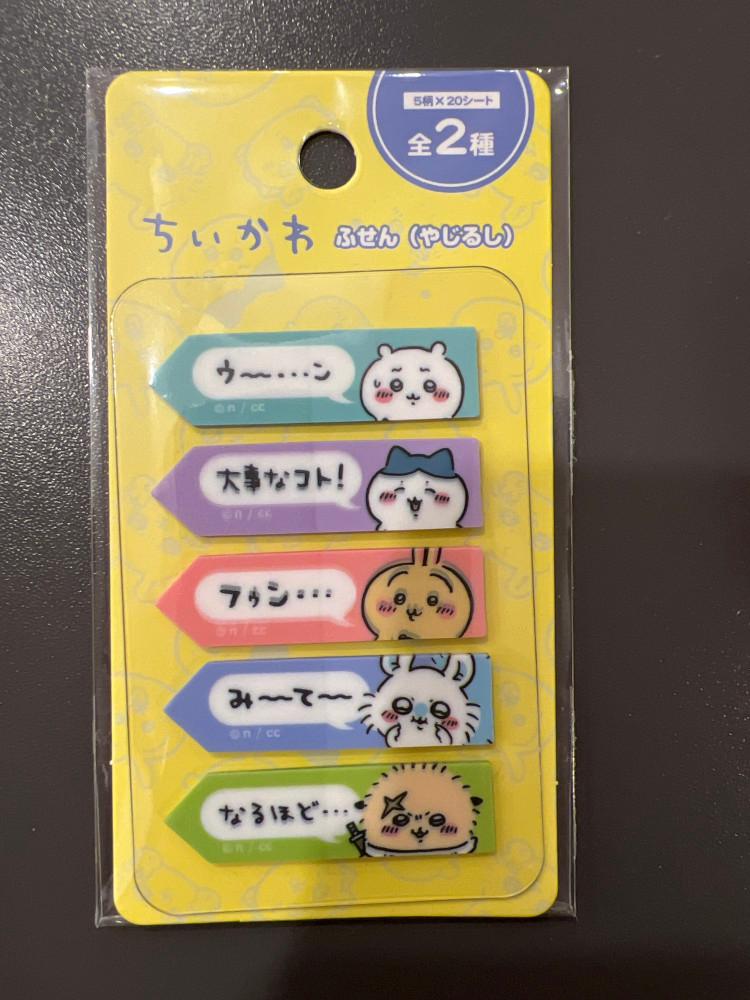 5柄×20シート
全2種
ちいかわ ふせん(やじるし)
ウ〜〜・・・ン
©n / cc
大事なコト!
©n / cc
フゥン・・・
©n / cc
み〜〜て〜〜
©n / cc
なるほど・・・
©n / cc